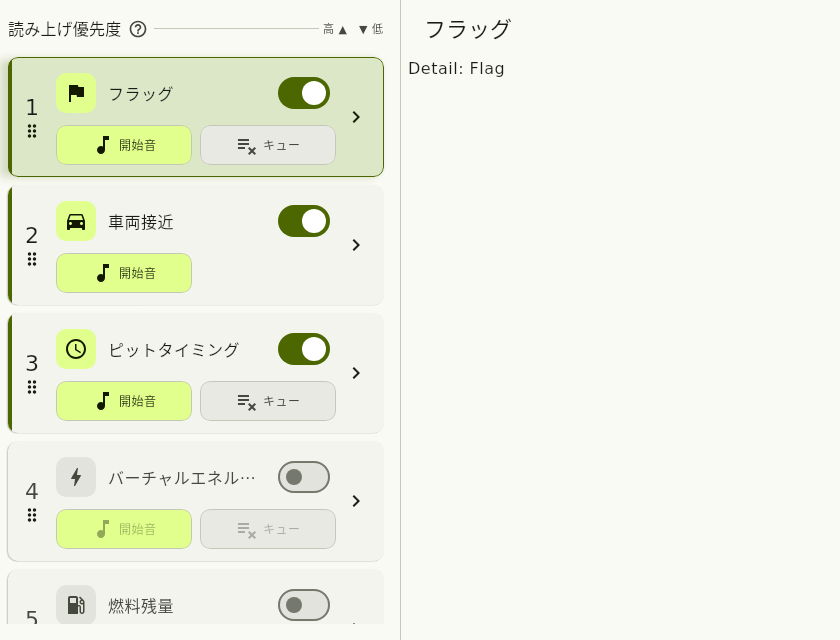 読み上げ優先度
高▲ ▼低
1
フラッグ
開始音
キュー
2
車両接近
開始音
3
ピットタイミング
開始音
キュー
4
バーチャルエネル…
開始音
キュー
5
燃料残量
フラッグ
Detail: Flag